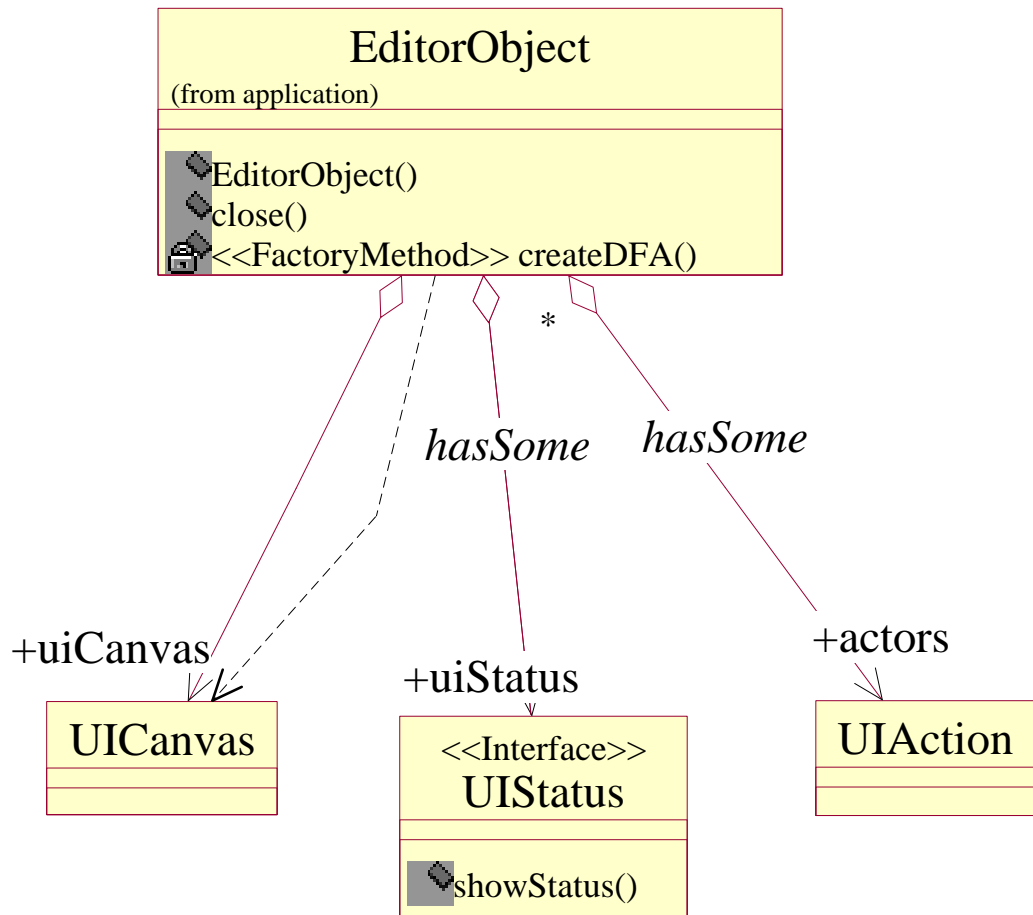 EditorObject
(from application)
EditorObject()
close()
<<FactoryMethod>> createDFA()
*
hasSome
hasSome
+uiCanvas
+uiStatus
+actors
UICanvas
<<Interface>>
UIStatus
UIAction
showStatus()